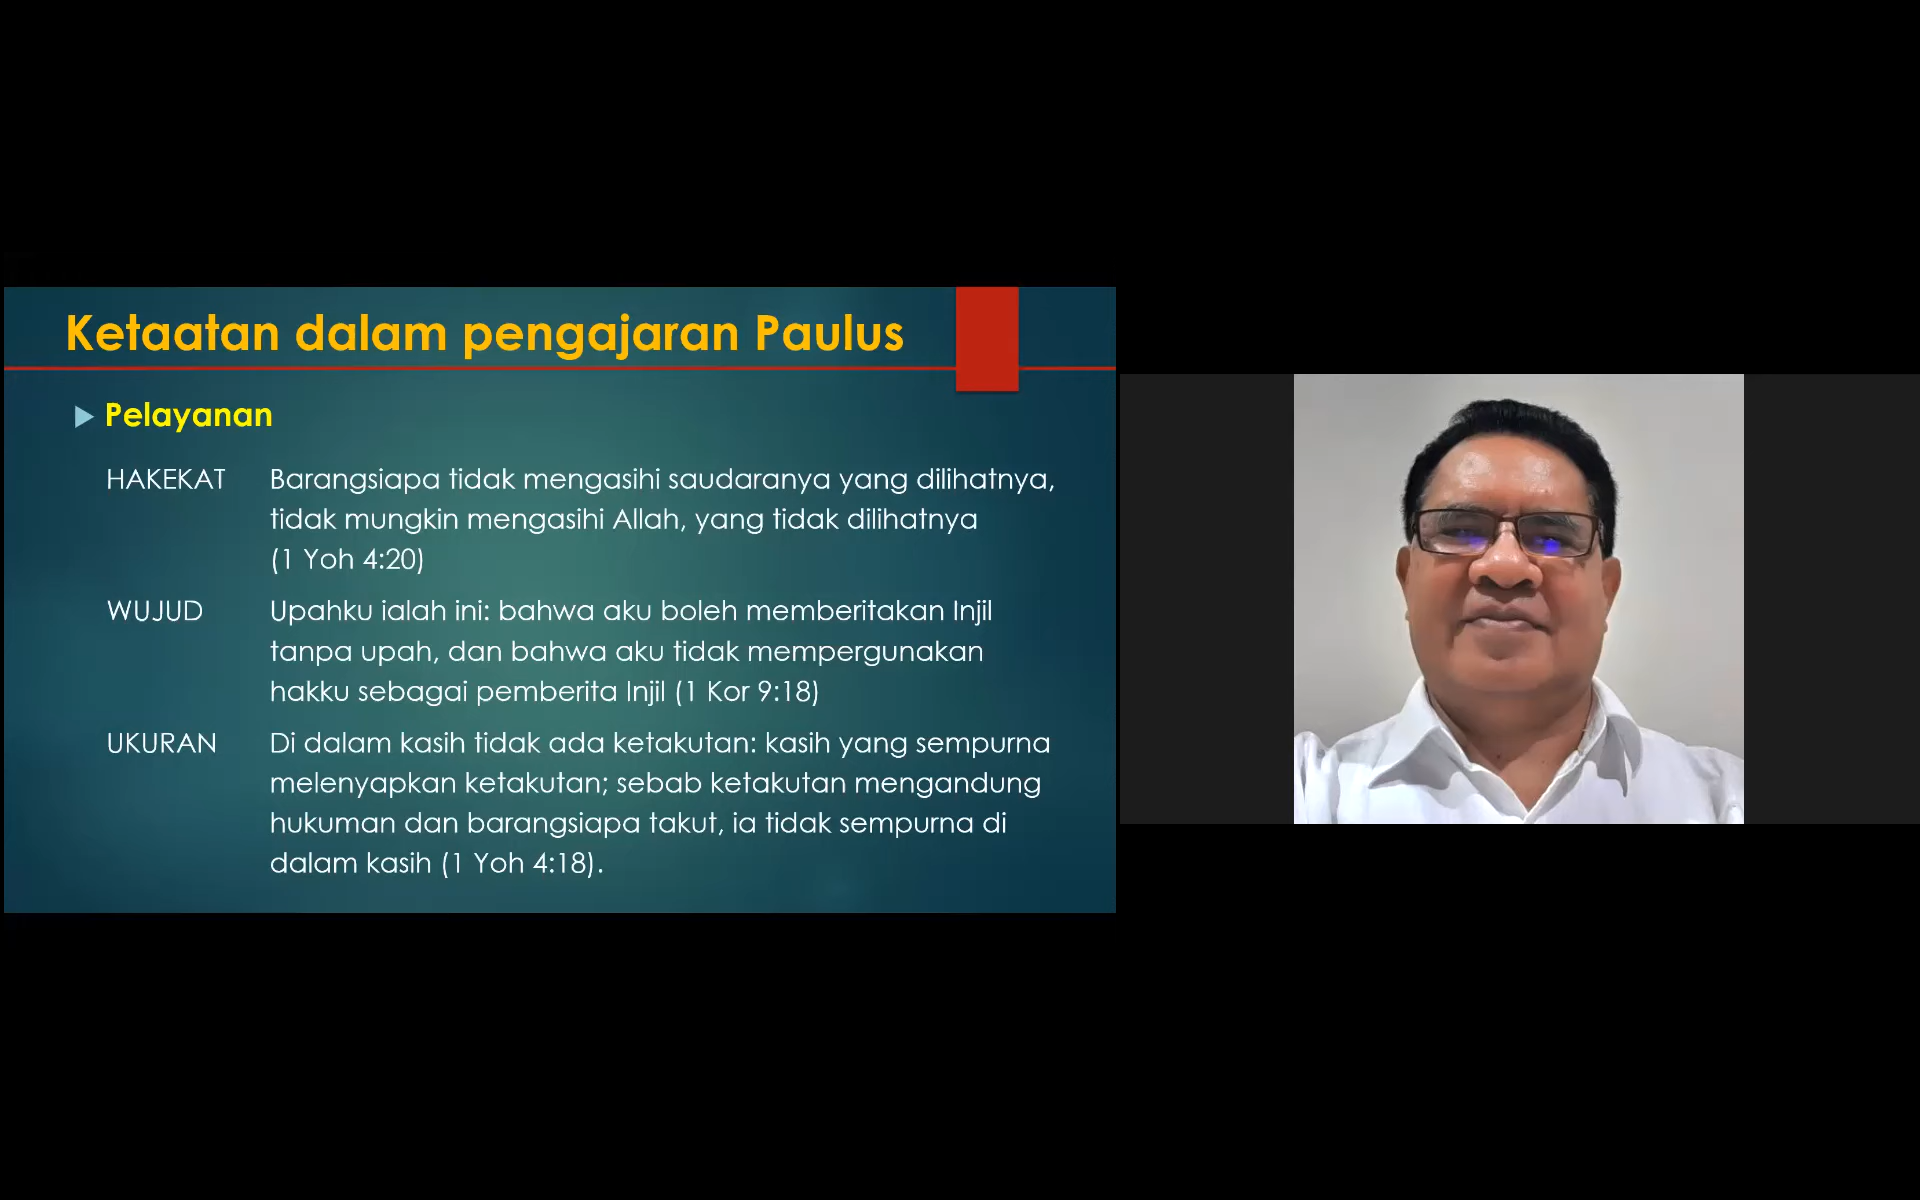 Ketaatan dalam pengajaran Paulus
Pelayanan
HAKEKAT Barangsiapa tidak mengasihi saudaranya yang dilihatnya,
tidak mungkin mengasihi Allah, yang tidak dilihatnya
(1 Yoh 4:20)
WUJUD Upahku ialah ini: bahwa aku boleh memberitakan Injil
tanpa upah, dan bahwa aku tidak mempergunakan
hakku sebagai pemberita Injil (1 Kor 9:18)
UKURAN Di dalam kasih tidak ada ketakutan: kasih yang sempurna
melenyapkan ketakutan; sebab ketakutan mengandung
hukuman dan barangsiapa takut, ia tidak sempurna di
dalam kasih (1 Yoh 4:18).